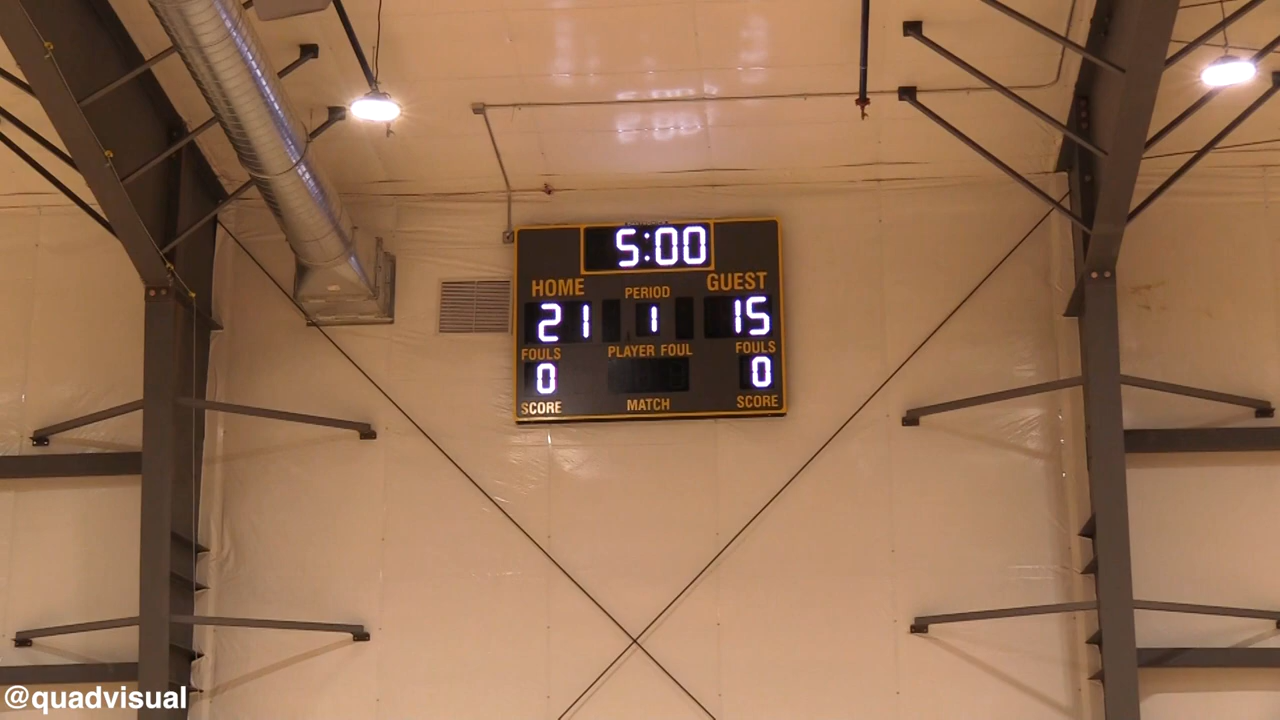 5:00
HOME PERIOD GUEST
21 1 15
FOULS PLAYER FOUL FOULS
0 0
SCORE MATCH SCORE
@quadvisual